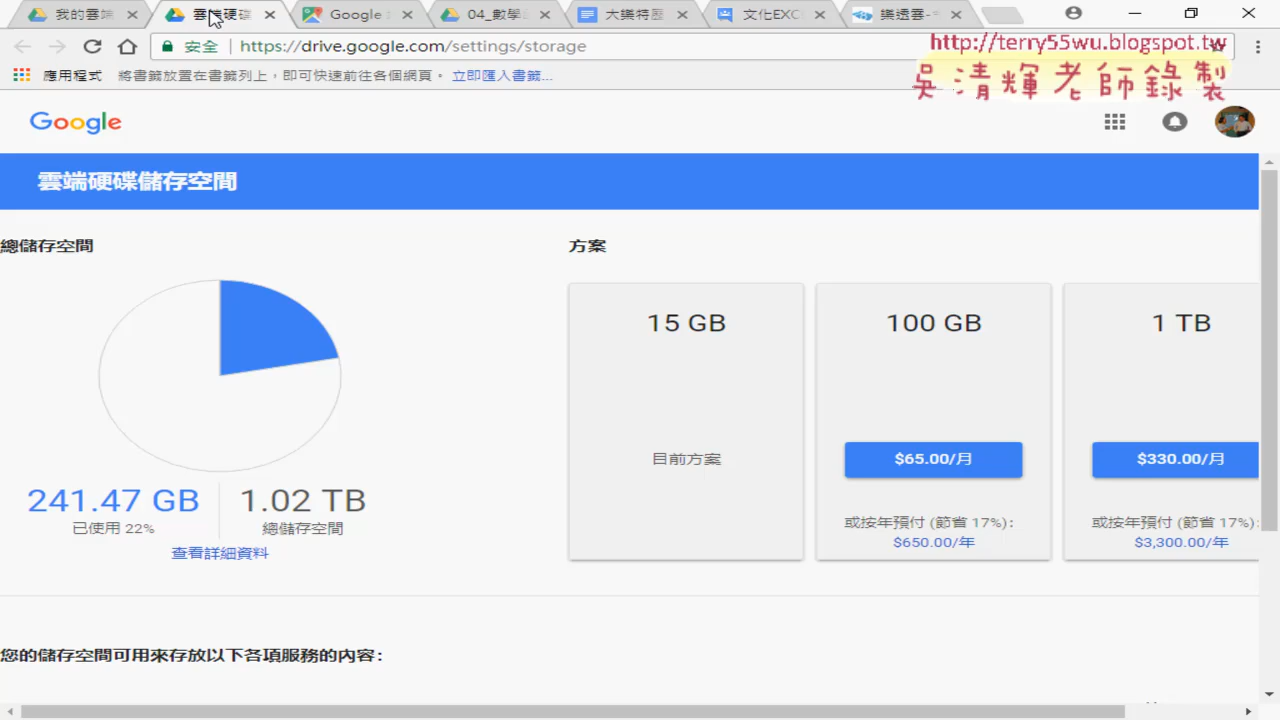 我的雲端
雲端硬碟
Google
04_數學
大樂特
文化EXC
樂透雲-
安全
https://drive.google.com/settings/storage
http://terry55wu.blogspot.tw
吳清輝老師錄製
應用程式
將書籤放置在書籤列上，即可快速前往各個網頁。
立即匯入書籤...
Google
雲端硬碟儲存空間
總儲存空間
方案
15 GB
100 GB
1 TB
目前方案
$65.00/月
$330.00/月
241.47 GB
1.02 TB
已使用 22%
總儲存空間
查看詳細資料
或按年預付 (節省 17%):
或按年預付 (節省 17%):
$650.00/年
$3,300.00/年
您的儲存空間可用來存放以下各項服務的內容: